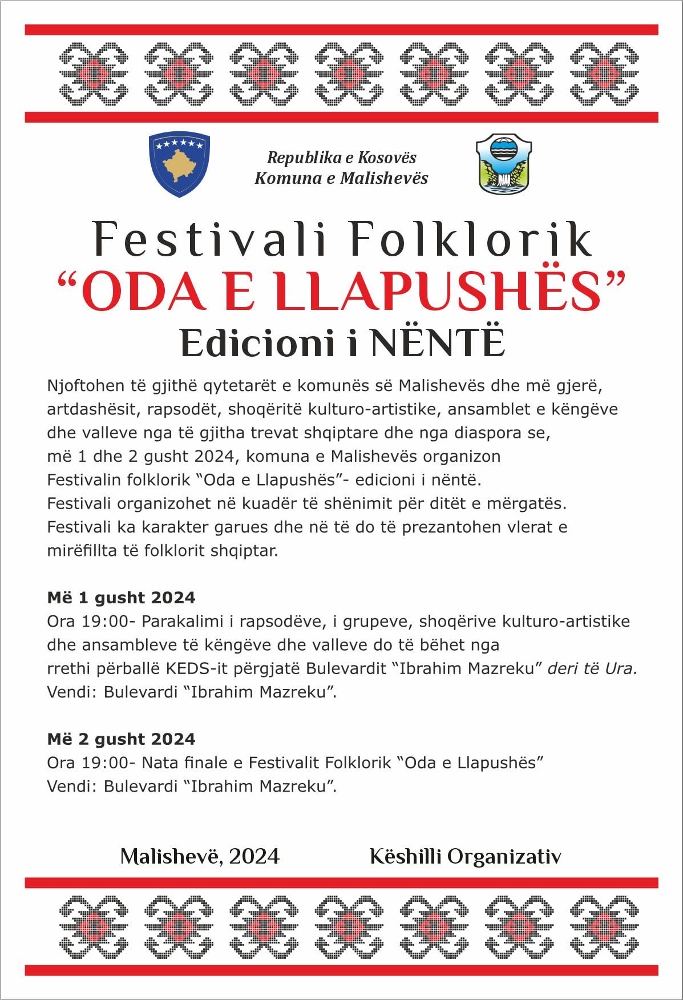 Republika e Kosovës
Komuna e Malishevës
Festivali Folklorik
“ODA E LLAPUSHËS”
Edicioni i NËNTË
Njoftohen të gjithë qytetarët e komunës së Malishevës dhe më gjerë,
artdashësit, rapsodët, shoqëritë kulturo-artistike, ansamblet e këngëve
dhe valleve nga të gjitha trevat shqiptare dhe nga diaspora se,
më 1 dhe 2 gusht 2024, komuna e Malishevës organizon
Festivalin folklorik “Oda e Llapushës”- edicioni i nëntë.
Festivali organizohet në kuadër të shënimit për ditët e mërgatës.
Festivali ka karakter garues dhe në të do të prezantohen vlerat e
mirëfillta të folklorit shqiptar.
Më 1 gusht 2024
Ora 19:00- Parakalimi i rapsodëve, i grupeve, shoqërive kulturo-artistike
dhe ansambleve të këngëve dhe valleve do të bëhet nga
rrethi përballë KEDS-it përgjatë Bulevardit “Ibrahim Mazreku” deri të Ura.
Vendi: Bulevardi “Ibrahim Mazreku”.
Më 2 gusht 2024
Ora 19:00- Nata finale e Festivalit Folklorik “Oda e Llapushës”
Vendi: Bulevardi “Ibrahim Mazreku”.
Malishevë, 2024 Këshilli Organizativ